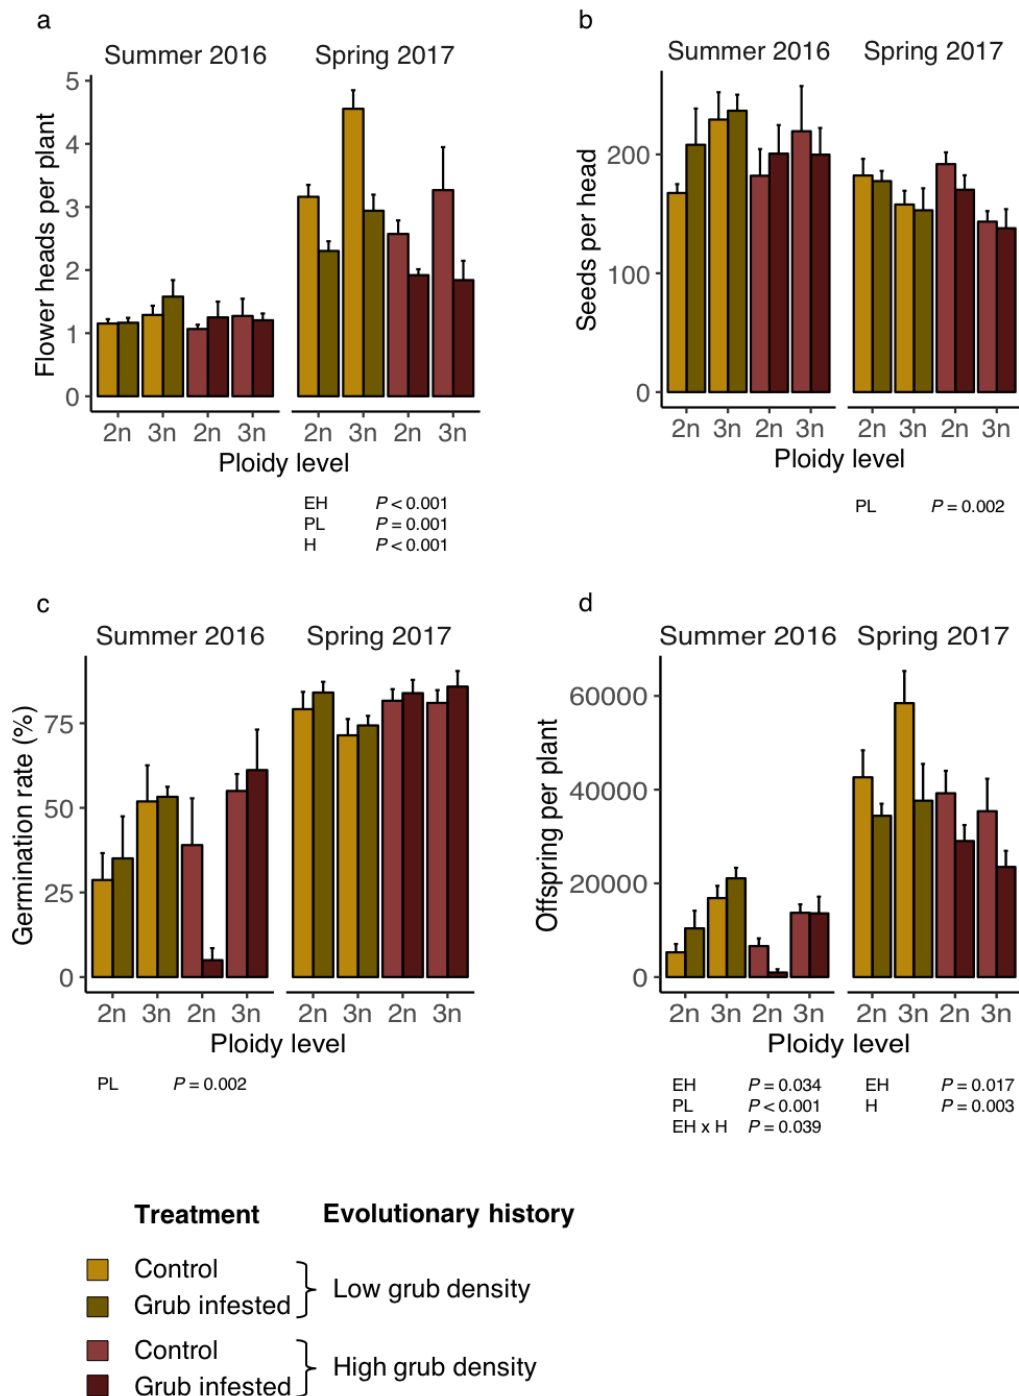 a
Summer 2016 Spring 2017
Flower heads per plant
5
4
3
2
1
0
2n 3n 2n 3n 2n 3n 2n 3n
Ploidy level
EH P < 0.001
PL P = 0.001
H P < 0.001
b
Summer 2016 Spring 2017
Seeds per head
200
100
0
2n 3n 2n 3n 2n 3n 2n 3n
Ploidy level
PL P = 0.002
c
Summer 2016 Spring 2017
Germination rate (%)
75
50
25
0
2n 3n 2n 3n 2n 3n 2n 3n
Ploidy level
PL P = 0.002
d
Summer 2016 Spring 2017
Offspring per plant
60000
40000
20000
0
2n 3n 2n 3n 2n 3n 2n 3n
Ploidy level
EH P = 0.034 EH P = 0.017
PL P < 0.001 H P = 0.003
EH x H P = 0.039
Treatment Evolutionary history
Control
Grub infested
Low grub density
Control
Grub infested
High grub density